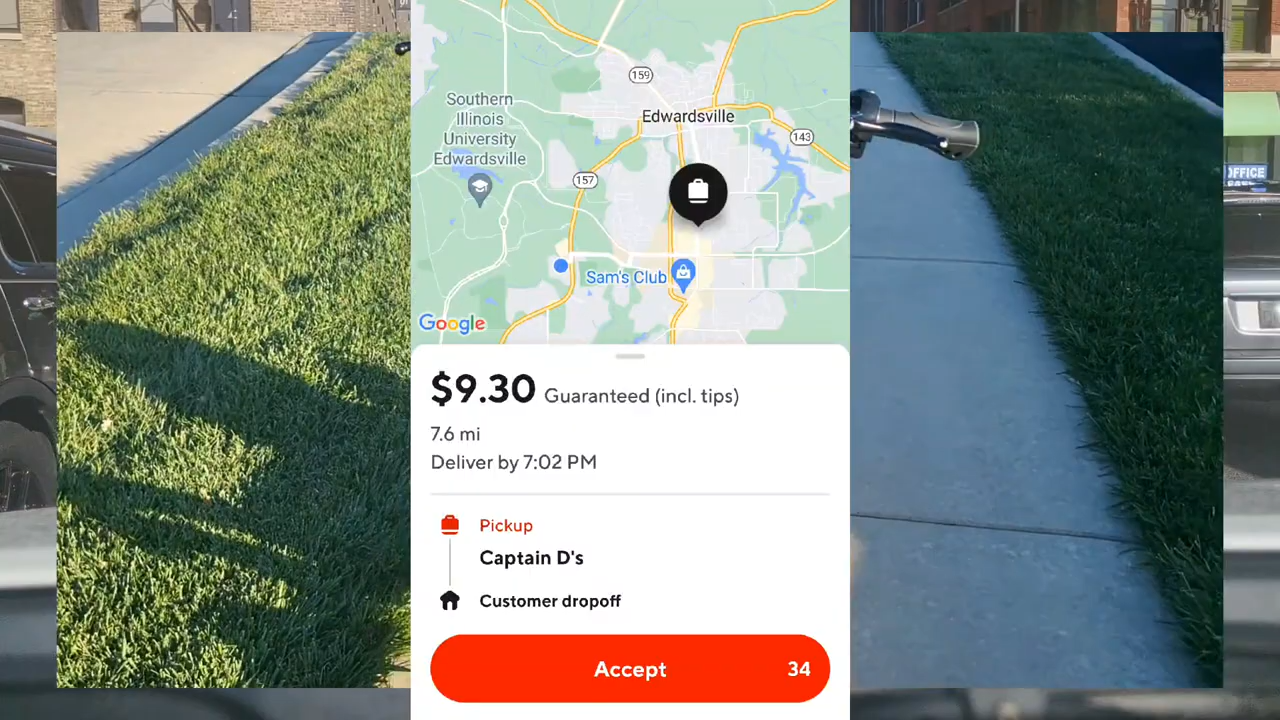 159
Southern
Illinois
University
Edwardsville
Edwardsville
143
157
Sam's Club
Google
$9.30 Guaranteed (incl. tips)
7.6 mi
Deliver by 7:02 PM
Pickup
Captain D's
Customer dropoff
Accept 34
OFFICE